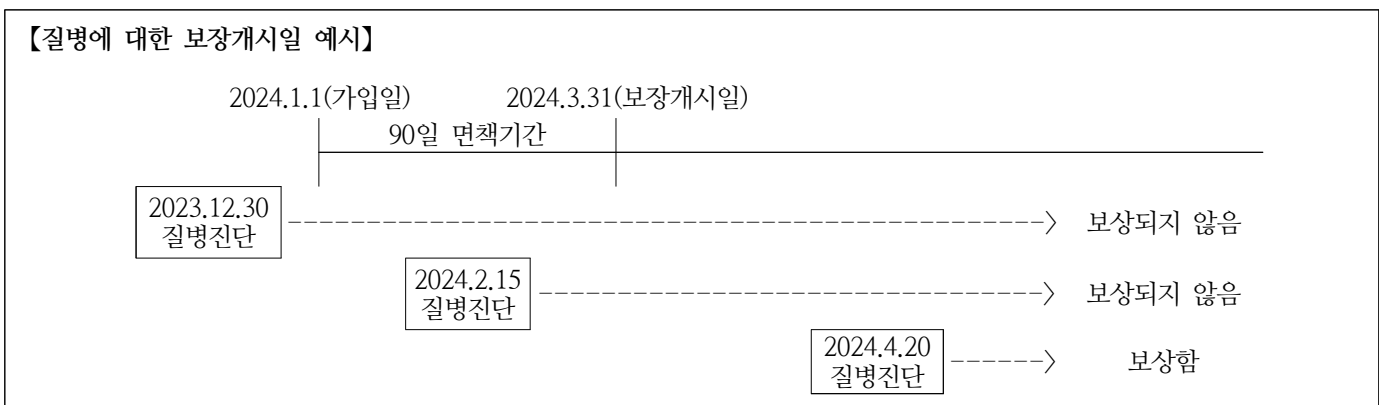 【질병에 대한 보장개시일 예시】
2024.1.1(가입일) 2024.3.31(보장개시일)
90일 면책기간
2023.12.30
질병진단
보상되지 않음
2024.2.15
질병진단
보상되지 않음
2024.4.20
질병진단
보상함